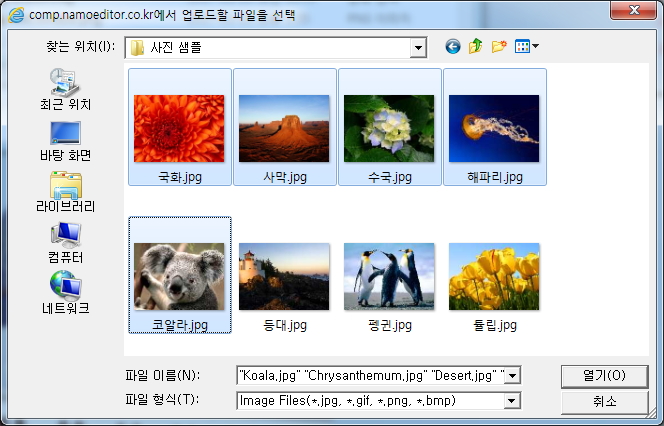 comp.namoeditor.co.kr에서 업로드할 파일을 선택
찾는 위치(I):
사진 샘플
최근 위치
바탕 화면
라이브러리
컴퓨터
네트워크
국화.jpg
사막.jpg
수국.jpg
해파리.jpg
코알라.jpg
등대.jpg
펭귄.jpg
튤립.jpg
파일 이름(N):
"Koala.jpg" "Chrysanthemum.jpg" "Desert.jpg" "
열기(O)
파일 형식(T):
Image Files(*.jpg, *.gif, *.png, *.bmp)
취소